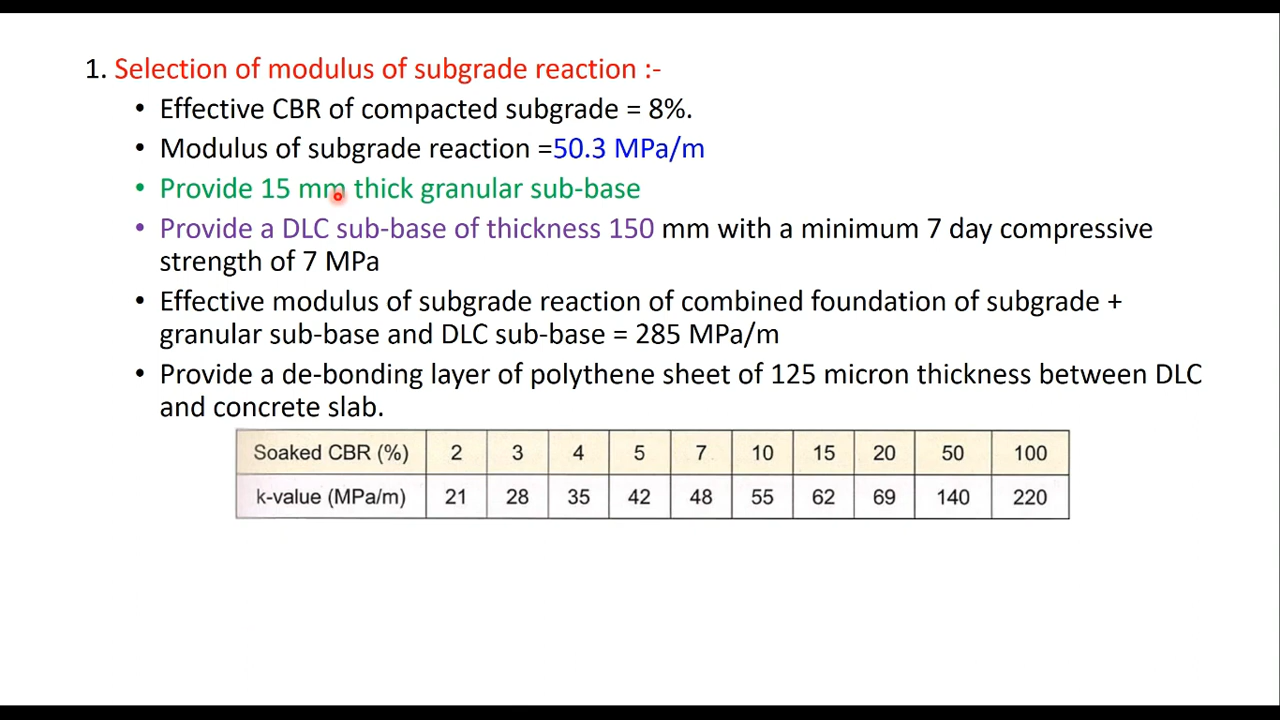 1. Selection of modulus of subgrade reaction :-
• Effective CBR of compacted subgrade = 8%.
• Modulus of subgrade reaction =50.3 MPa/m
• Provide 15 mm thick granular sub-base
• Provide a DLC sub-base of thickness 150 mm with a minimum 7 day compressive
strength of 7 MPa
• Effective modulus of subgrade reaction of combined foundation of subgrade +
granular sub-base and DLC sub-base = 285 MPa/m
• Provide a de-bonding layer of polythene sheet of 125 micron thickness between DLC
and concrete slab.
Soaked CBR (%) 2 3 4 5 7 10 15 20 50 100
k-value (MPa/m) 21 28 35 42 48 55 62 69 140 220